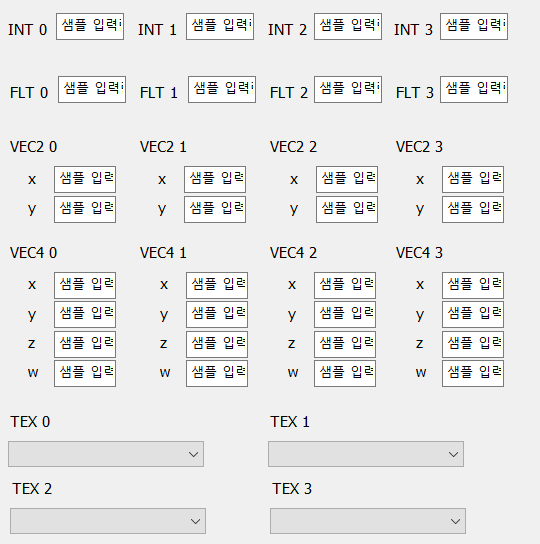 INT 0 샘플 입력 INT 1 샘플 입력 INT 2 샘플 입력 INT 3 샘플 입력
FLT 0 샘플 입력 FLT 1 샘플 입력 FLT 2 샘플 입력 FLT 3 샘플 입력
VEC2 0 VEC2 1 VEC2 2 VEC2 3
x 샘플 입력 x 샘플 입력 x 샘플 입력 x 샘플 입력
y 샘플 입력 y 샘플 입력 y 샘플 입력 y 샘플 입력
VEC4 0 VEC4 1 VEC4 2 VEC4 3
x 샘플 입력 x 샘플 입력 x 샘플 입력 x 샘플 입력
y 샘플 입력 y 샘플 입력 y 샘플 입력 y 샘플 입력
z 샘플 입력 z 샘플 입력 z 샘플 입력 z 샘플 입력
w 샘플 입력 w 샘플 입력 w 샘플 입력 w 샘플 입력
TEX 0 TEX 1
TEX 2 TEX 3